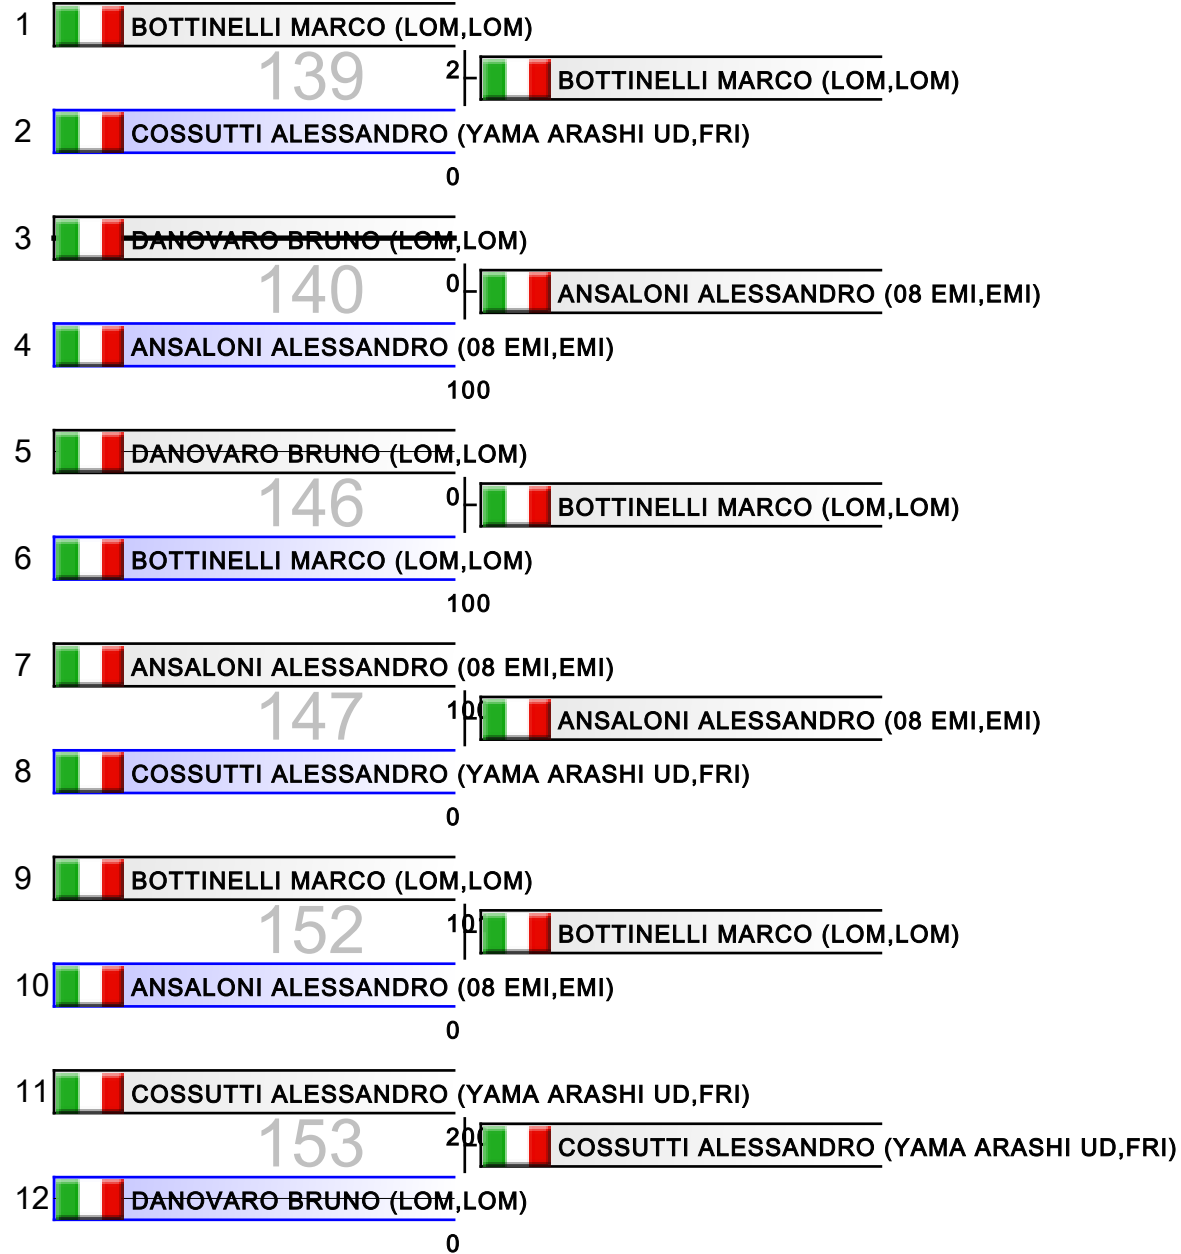 1 BOTTINELLI MARCO (LOM,LOM)
139 2 BOTTINELLI MARCO (LOM,LOM)
2 COSSUTTI ALESSANDRO (YAMA ARASHI UD,FRI)
0
3 DANOVARO BRUNO (LOM,LOM)
140 0 ANSALONI ALESSANDRO (08 EMI,EMI)
4 ANSALONI ALESSANDRO (08 EMI,EMI)
100
5 DANOVARO BRUNO (LOM,LOM)
146 0 BOTTINELLI MARCO (LOM,LOM)
6 BOTTINELLI MARCO (LOM,LOM)
100
7 ANSALONI ALESSANDRO (08 EMI,EMI)
147 ANSALONI ALESSANDRO (08 EMI,EMI)
8 COSSUTTI ALESSANDRO (YAMA ARASHI UD,FRI)
0
9 BOTTINELLI MARCO (LOM,LOM)
152 BOTTINELLI MARCO (LOM,LOM)
10 ANSALONI ALESSANDRO (08 EMI,EMI)
0
11 COSSUTTI ALESSANDRO (YAMA ARASHI UD,FRI)
153 COSSUTTI ALESSANDRO (YAMA ARASHI UD,FRI)
12 DANOVARO BRUNO (LOM,LOM)
0